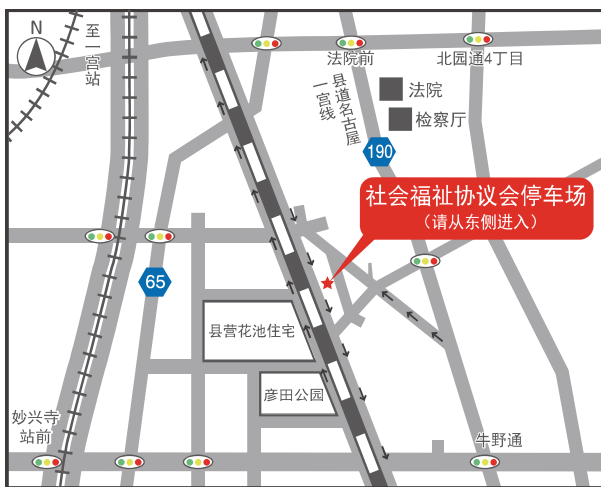 N
至一宫站
法院前
北园通4丁目
法院
检察厅
县道名古屋
一宫线
190
社会福祉协议会停车场
（请从东侧进入）
65
县营花池住宅
彦田公园
妙兴寺
站前
牛野通